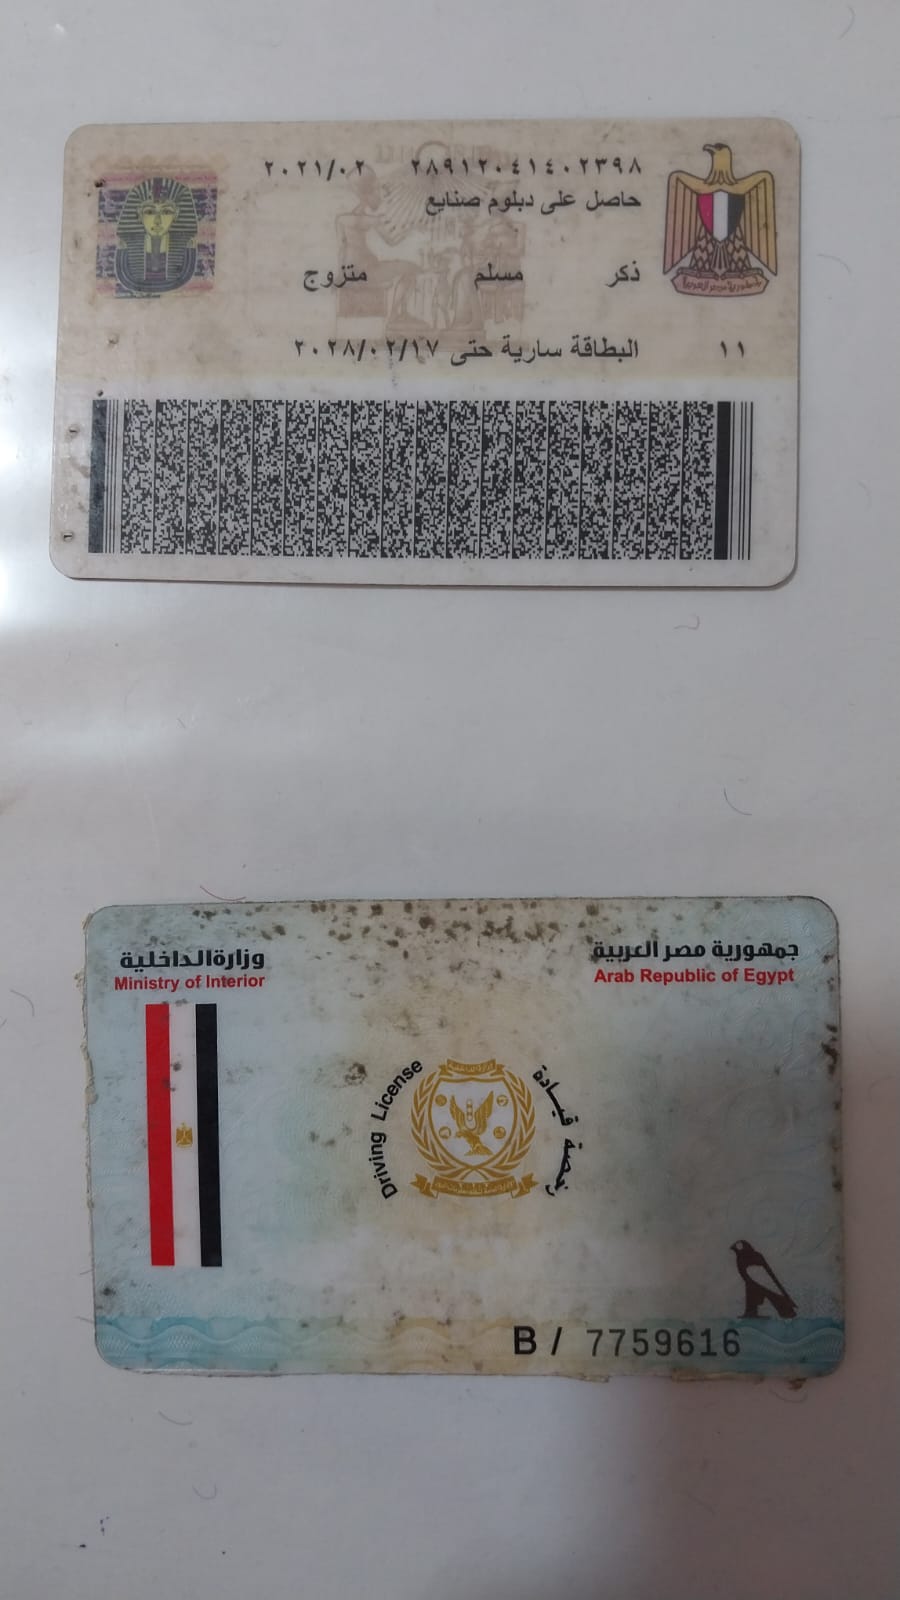 ٢٨٩١٢٠٤١٤٠٢٣٩٨ ٢٠٢١/٠٢
حاصل على دبلوم صنايع
ذكر مسلم متزوج
١١ البطاقة سارية حتى ٢٠٢٨/٠٢/١٧
جمهورية مصر العربية
وزارة الداخلية
Arab Republic of Egypt
Ministry of Interior
رخصة قيادة
Driving License
B / 7759616